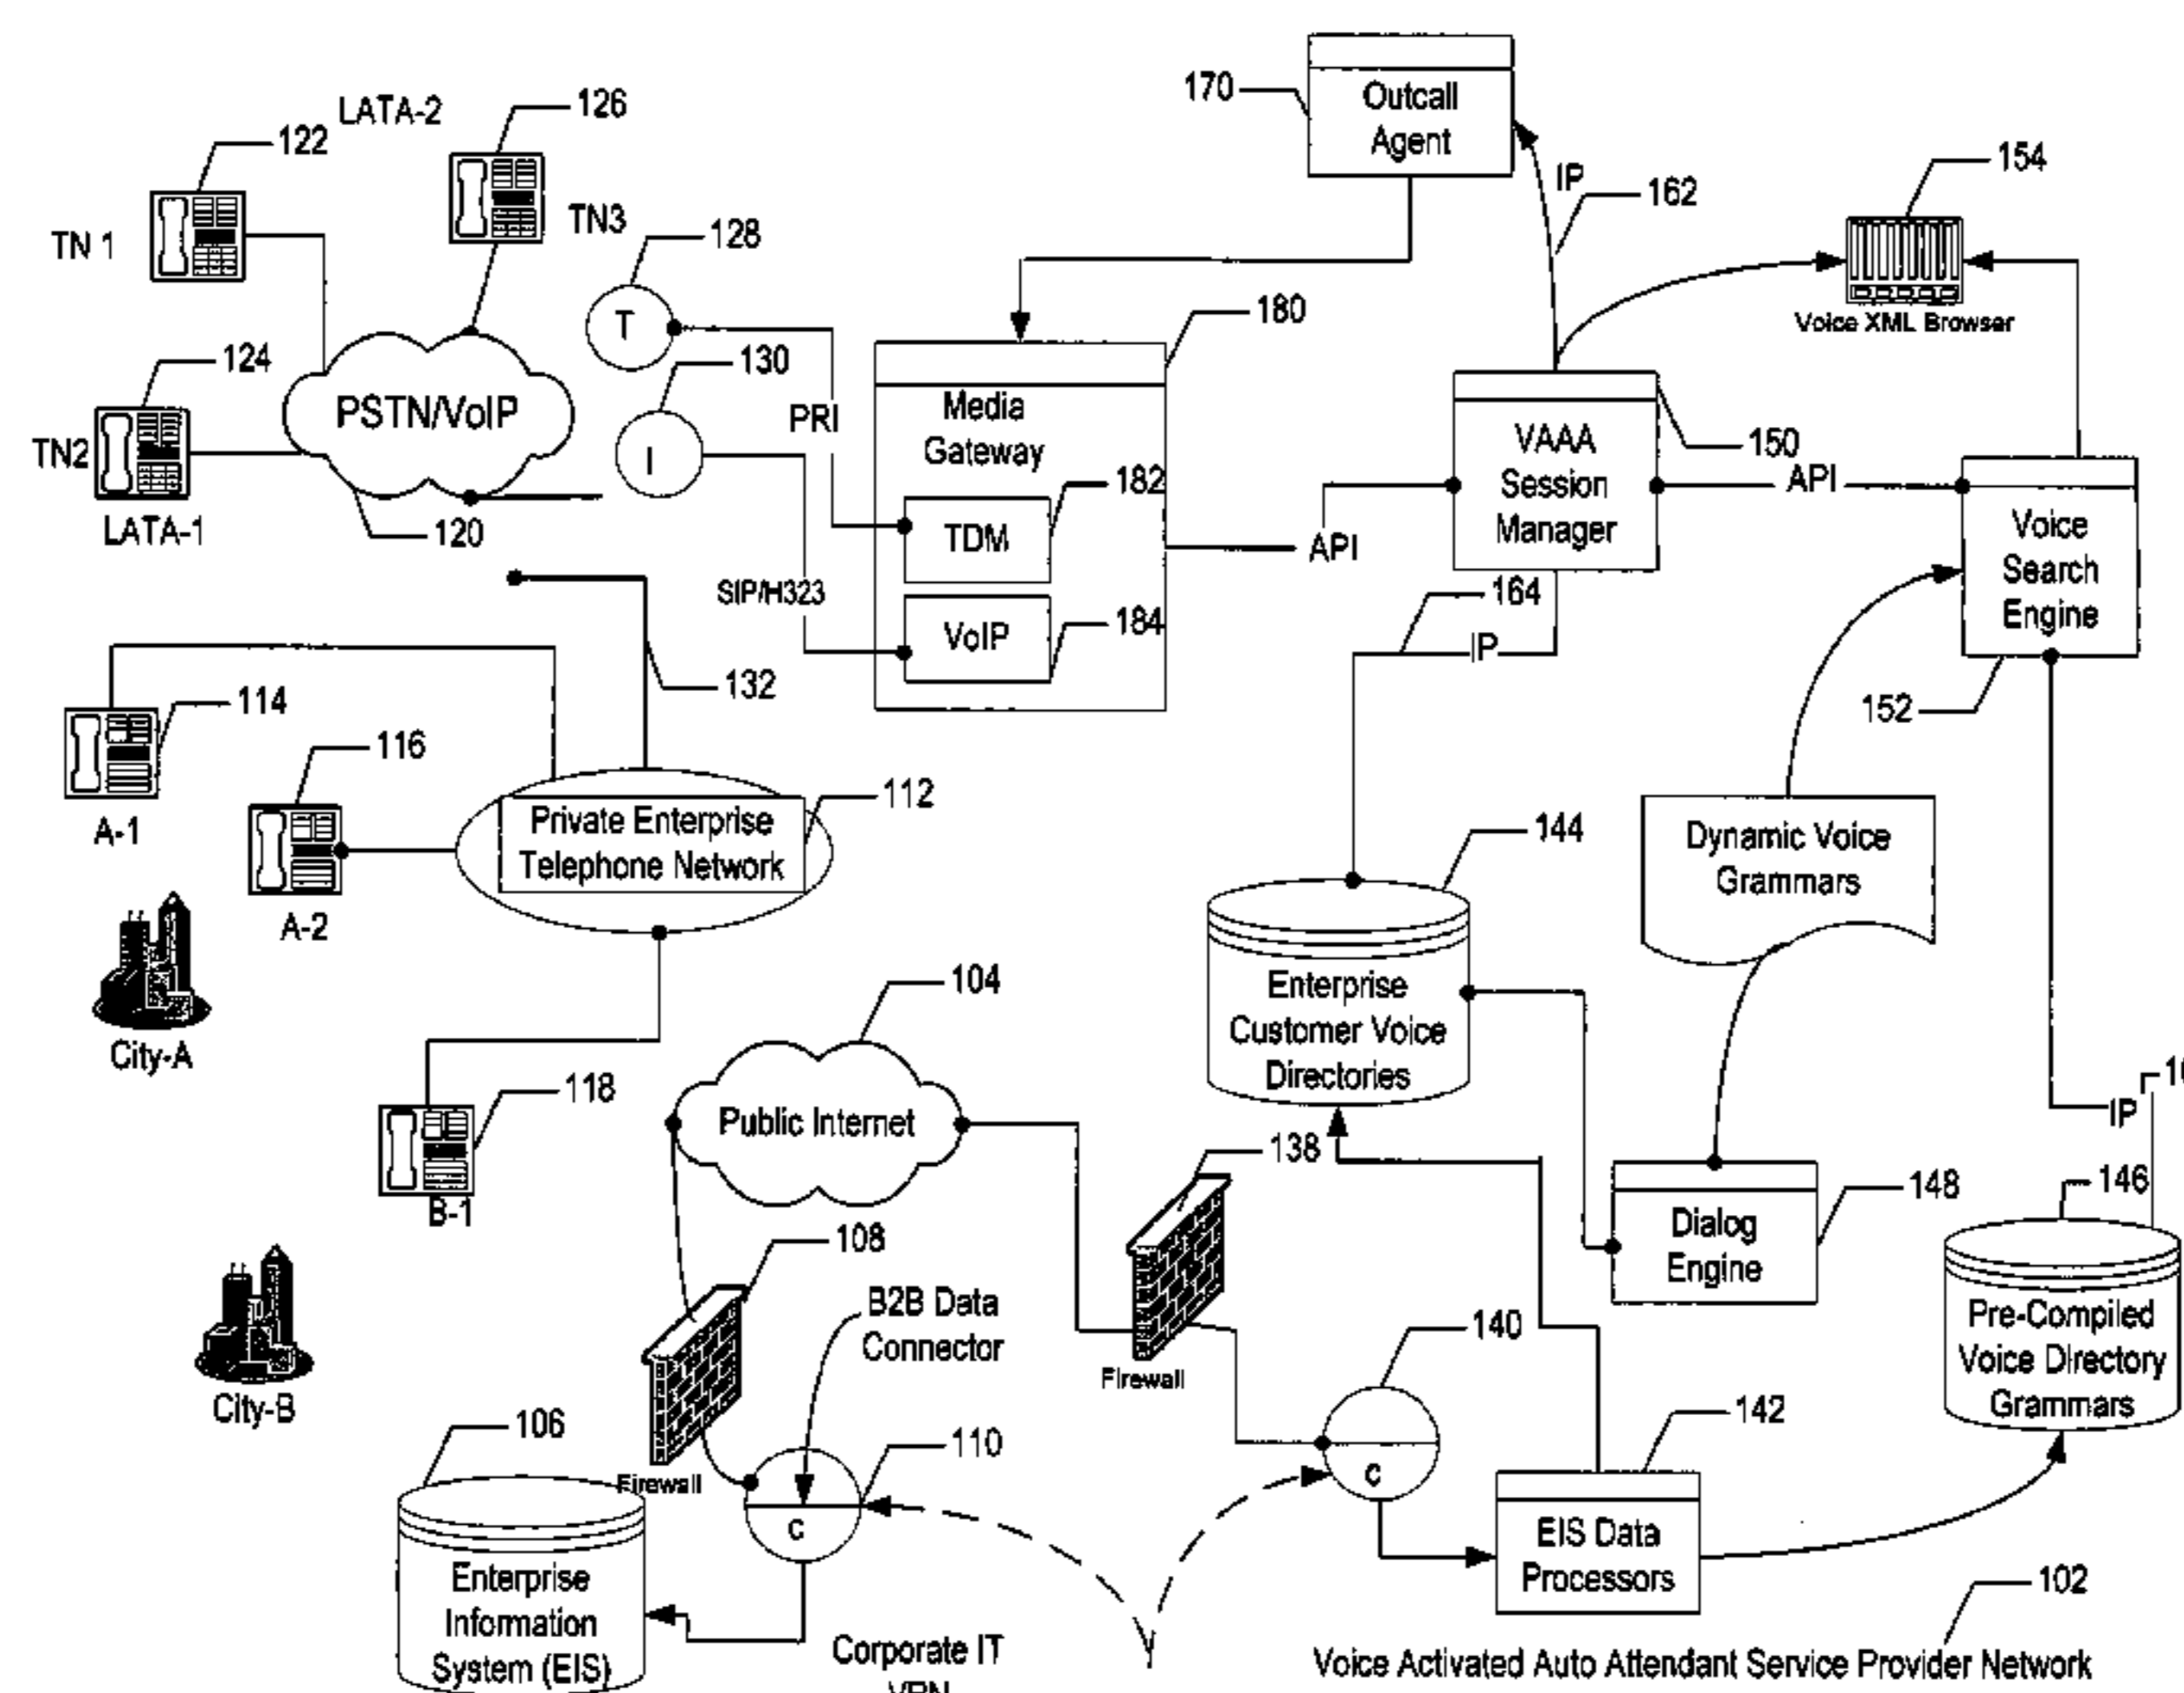 170
Outcall
Agent
LATA-2
126
122
TN 1
TN3
128
IP
162
154
Voice XML Browser
T
130
180
124
PSTN/VoIP
TN2
LATA-1
120
I
PRI
Media
Gateway
182
TDM
SIP/H323
VoIP
184
API
VAAA
Session
Manager
150
API
Voice
Search
Engine
152
164
IP
132
114
A-1
116
A-2
112
Private Enterprise
Telephone Network
City-A
144
Enterprise
Customer Voice
Directories
Dynamic Voice
Grammars
104
Public Internet
118
B-1
138
Firewall
IP
148
Dialog
Engine
146
Pre-Compiled
Voice Directory
Grammars
City-B
108
Firewall
B2B Data
Connector
110
C
140
C
142
EIS Data
Processors
106
Enterprise
Information
System (EIS)
Corporate IT
VPN
102
Voice Activated Auto Attendant Service Provider Network